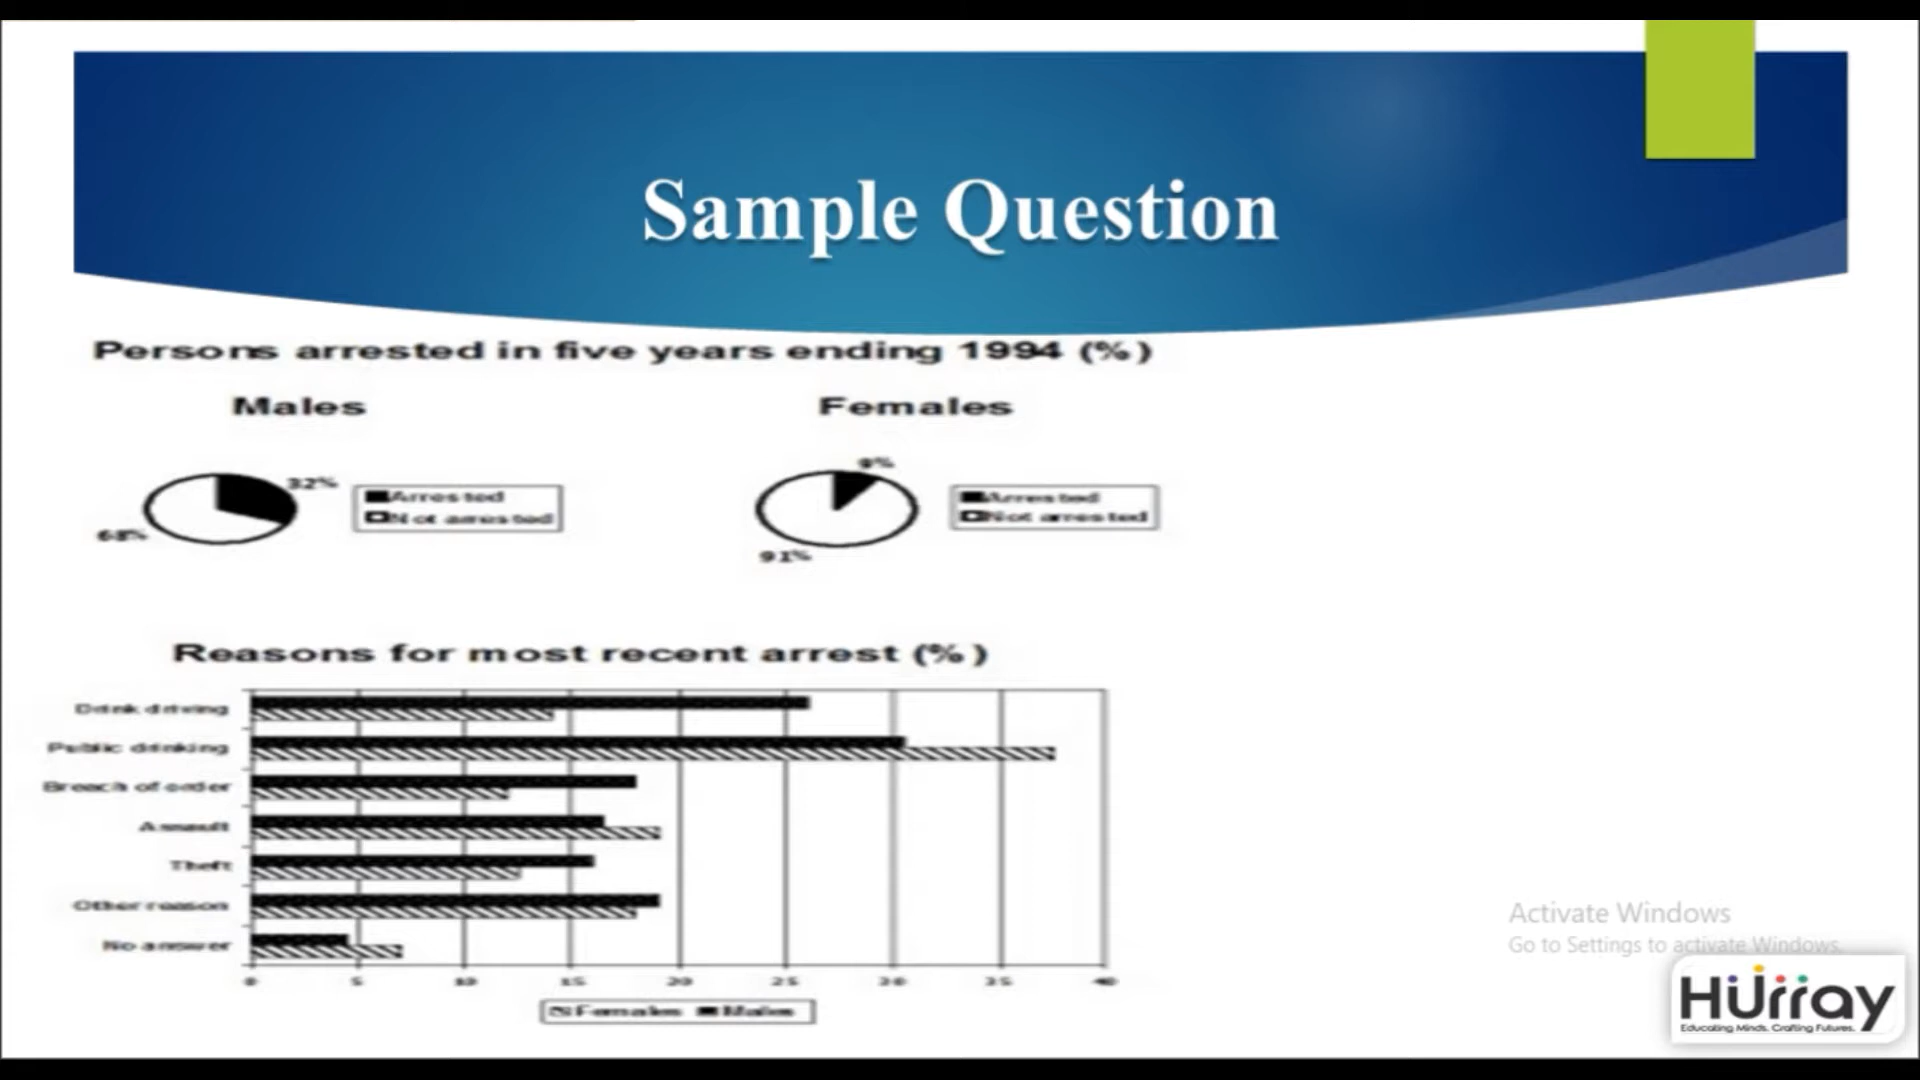 Sample Question
Persons arrested in five years ending 1994 (%)
Males
Females
32%
68%
Arrested
Not arrested
9%
91%
Arrested
Not arrested
Reasons for most recent arrest (%)
Drink driving
Public drinking
Breach of order
Assault
Theft
Other reason
No answer
0 5 10 15 20 25 30 35 40
Females Males
Activate Windows
Go to Settings to activate Windows.
Hurray
Educating Minds. Crafting Futures.